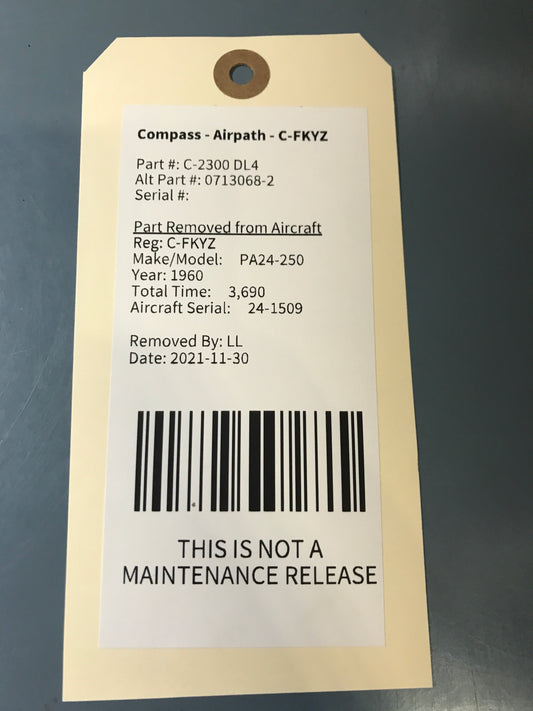 Compass - Airpath - C-FKYZ
Part #: C-2300 DL4
Alt Part #: 0713068-2
Serial #:
Part Removed from Aircraft
Reg: C-FKYZ
Make/Model: PA24-250
Year: 1960
Total Time: 3,690
Aircraft Serial: 24-1509
Removed By: LL
Date: 2021-11-30
THIS IS NOT A
MAINTENANCE RELEASE